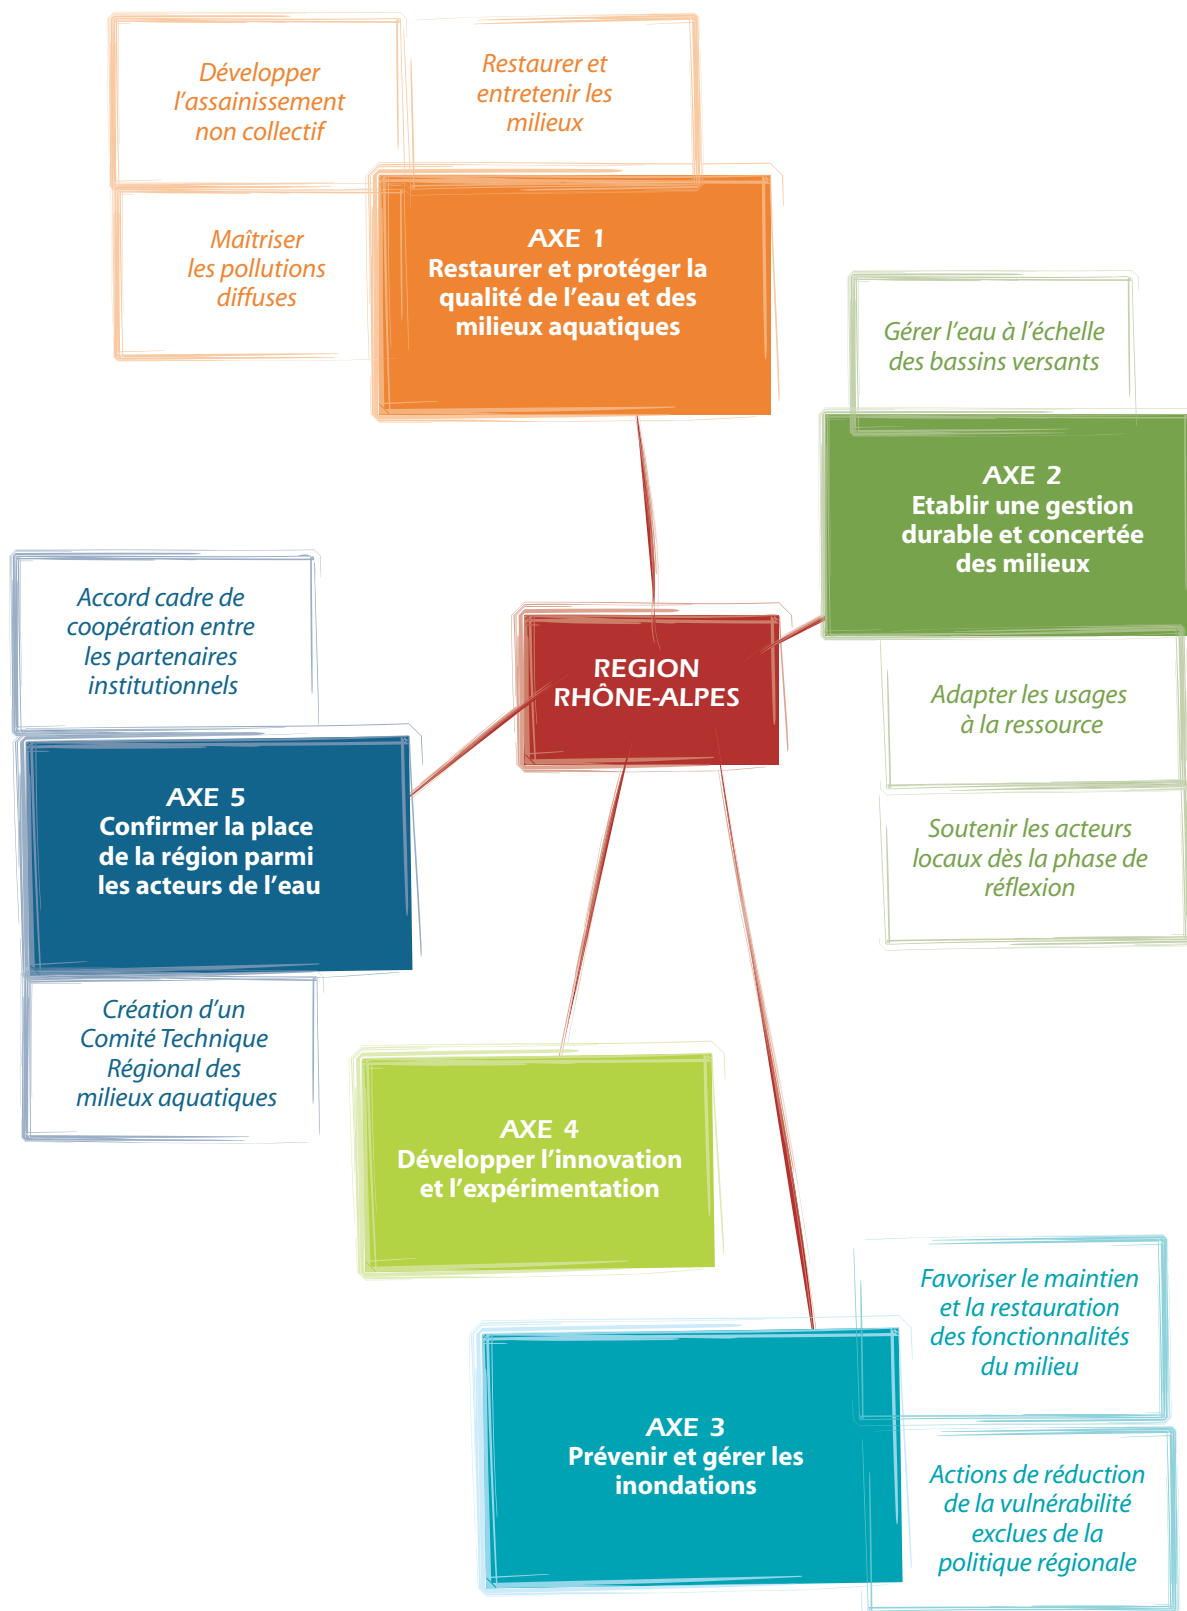 Développer
l'assainissement
non collectif
Restaurer et
entretenir les
milieux
Maîtriser
les pollutions
diffuses
AXE 1
Restaurer et protéger la
qualité de l'eau et des
milieux aquatiques
Gérer l'eau à l'échelle
des bassins versants
AXE 2
Etablir une gestion
durable et concertée
des milieux
Adapter les usages
à la ressource
Soutenir les acteurs
locaux dès la phase de
réflexion
REGION
RHÔNE-ALPES
Accord cadre de
coopération entre
les partenaires
institutionnels
AXE 5
Confirmer la place
de la région parmi
les acteurs de l'eau
Création d'un
Comité Technique
Régional des
milieux aquatiques
AXE 4
Développer l'innovation
et l'expérimentation
Favoriser le maintien
et la restauration
des fonctionnalités
du milieu
AXE 3
Prévenir et gérer les
inondations
Actions de réduction
de la vulnérabilité
exclues de la
politique régionale